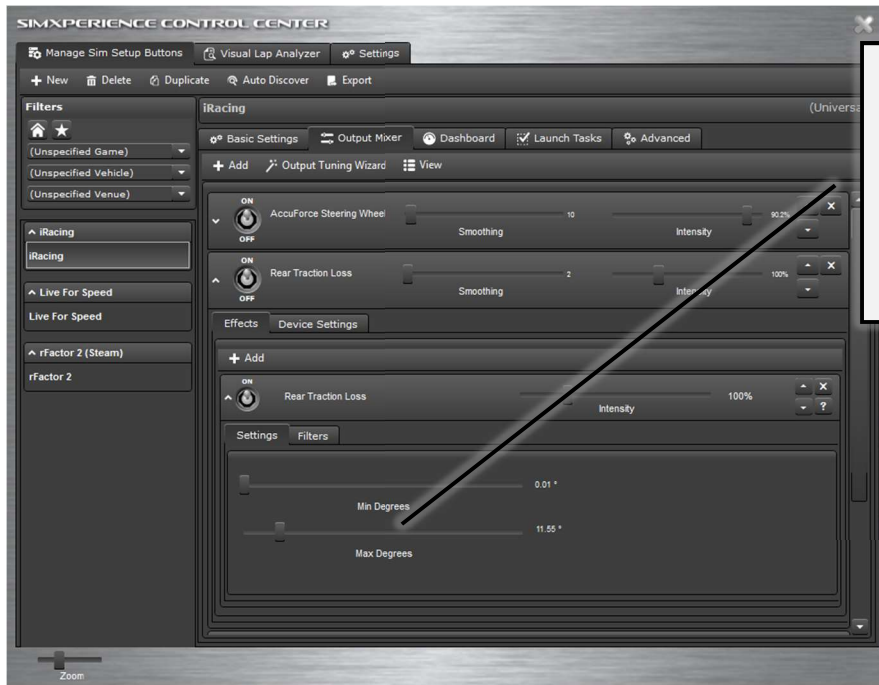 SIMXPERIENCE CONTROL CENTER
Manage Sim Setup Buttons
Visual Lap Analyzer
Settings
New
Delete
Duplicate
Auto Discover
Export
Filters
(Unspecified Game)
(Unspecified Vehicle)
(Unspecified Venue)
iRacing
iRacing
Live For Speed
Live For Speed
rFactor 2 (Steam)
rFactor 2
iRacing
Basic Settings
Output Mixer
Dashboard
Launch Tasks
Advanced
Add
Output Tuning Wizard
View
ON
OFF
AccuForce Steering Wheel
10
Smoothing
90.2%
Intensity
ON
OFF
Rear Traction Loss
2
Smoothing
100%
Intensity
Effects
Device Settings
Add
ON
OFF
Rear Traction Loss
100%
Intensity
?
Settings
Filters
0.01 °
Min Degrees
11.55 °
Max Degrees
Zoom